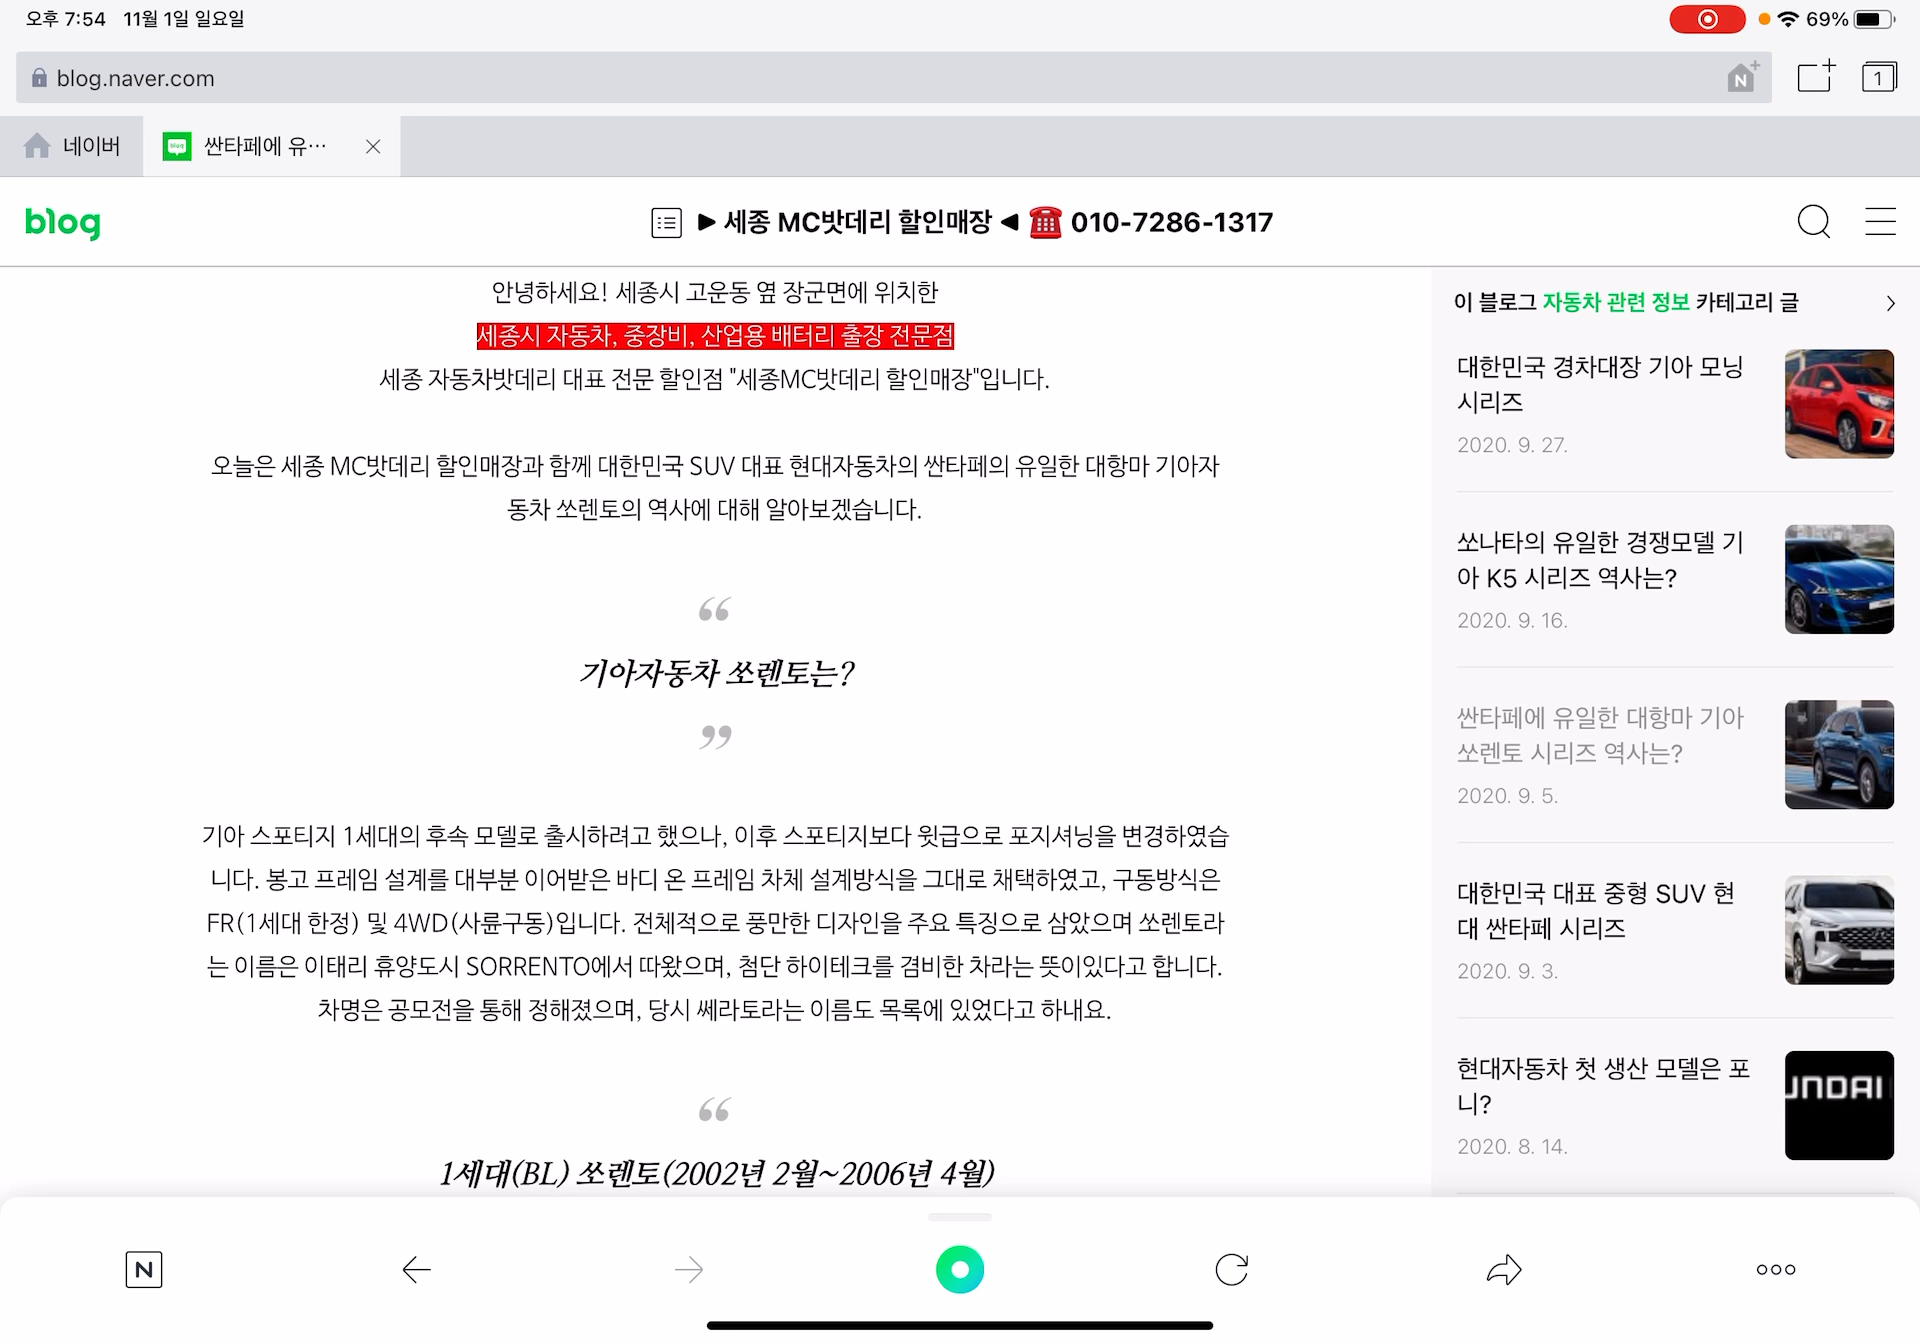 오후 7:54 11월 1일 일요일
69%
blog.naver.com
N
1
네이버
blog
싼타페에 유…
blog
▶ 세종 MC밧데리 할인매장 ◀ ☎ 010-7286-1317
안녕하세요! 세종시 고운동 옆 장군면에 위치한
세종시 자동차, 중장비, 산업용 배터리 출장 전문점
세종 자동차밧데리 대표 전문 할인점 "세종MC밧데리 할인매장"입니다.
오늘은 세종 MC밧데리 할인매장과 함께 대한민국 SUV 대표 현대자동차의 싼타페의 유일한 대항마 기아자
동차 쏘렌토의 역사에 대해 알아보겠습니다.
“
기아자동차 쏘렌토는?
”
기아 스포티지 1세대의 후속 모델로 출시하려고 했으나, 이후 스포티지보다 윗급으로 포지셔닝을 변경하였습
니다. 봉고 프레임 설계를 대부분 이어받은 바디 온 프레임 차체 설계방식을 그대로 채택하였고, 구동방식은
FR(1세대 한정) 및 4WD(사륜구동)입니다. 전체적으로 풍만한 디자인을 주요 특징으로 삼았으며 쏘렌토라
는 이름은 이태리 휴양도시 SORRENTO에서 따왔으며, 첨단 하이테크를 겸비한 차라는 뜻이있다고 합니다.
차명은 공모전을 통해 정해졌으며, 당시 쎄라토라는 이름도 목록에 있었다고 하내요.
“
1세대(BL) 쏘렌토(2002년 2월~2006년 4월)
이 블로그 자동차 관련 정보 카테고리 글
대한민국 경차대장 기아 모닝
시리즈
2020. 9. 27.
쏘나타의 유일한 경쟁모델 기
아 K5 시리즈 역사는?
2020. 9. 16.
싼타페에 유일한 대항마 기아
쏘렌토 시리즈 역사는?
2020. 9. 5.
대한민국 대표 중형 SUV 현
대 싼타페 시리즈
2020. 9. 3.
현대자동차 첫 생산 모델은 포
니?
2020. 8. 14.
UNDAI
N